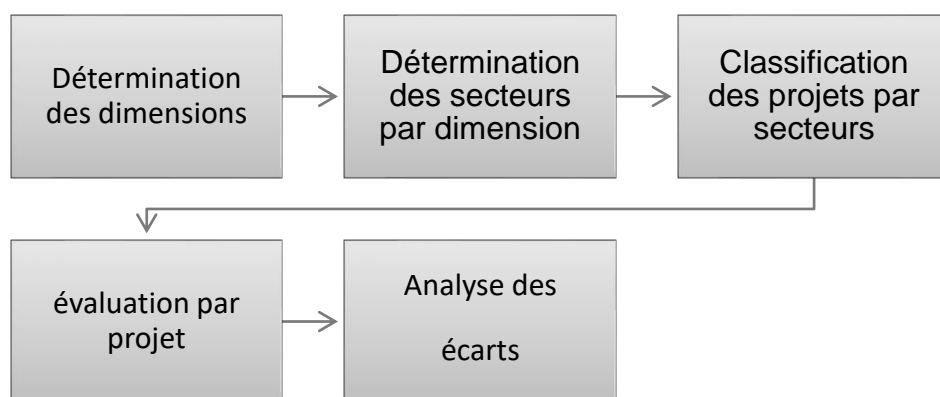 Détermination
des dimensions
Détermination
des secteurs
par dimension
Classification
des projets par
secteurs
évaluation par
projet
Analyse des
écarts